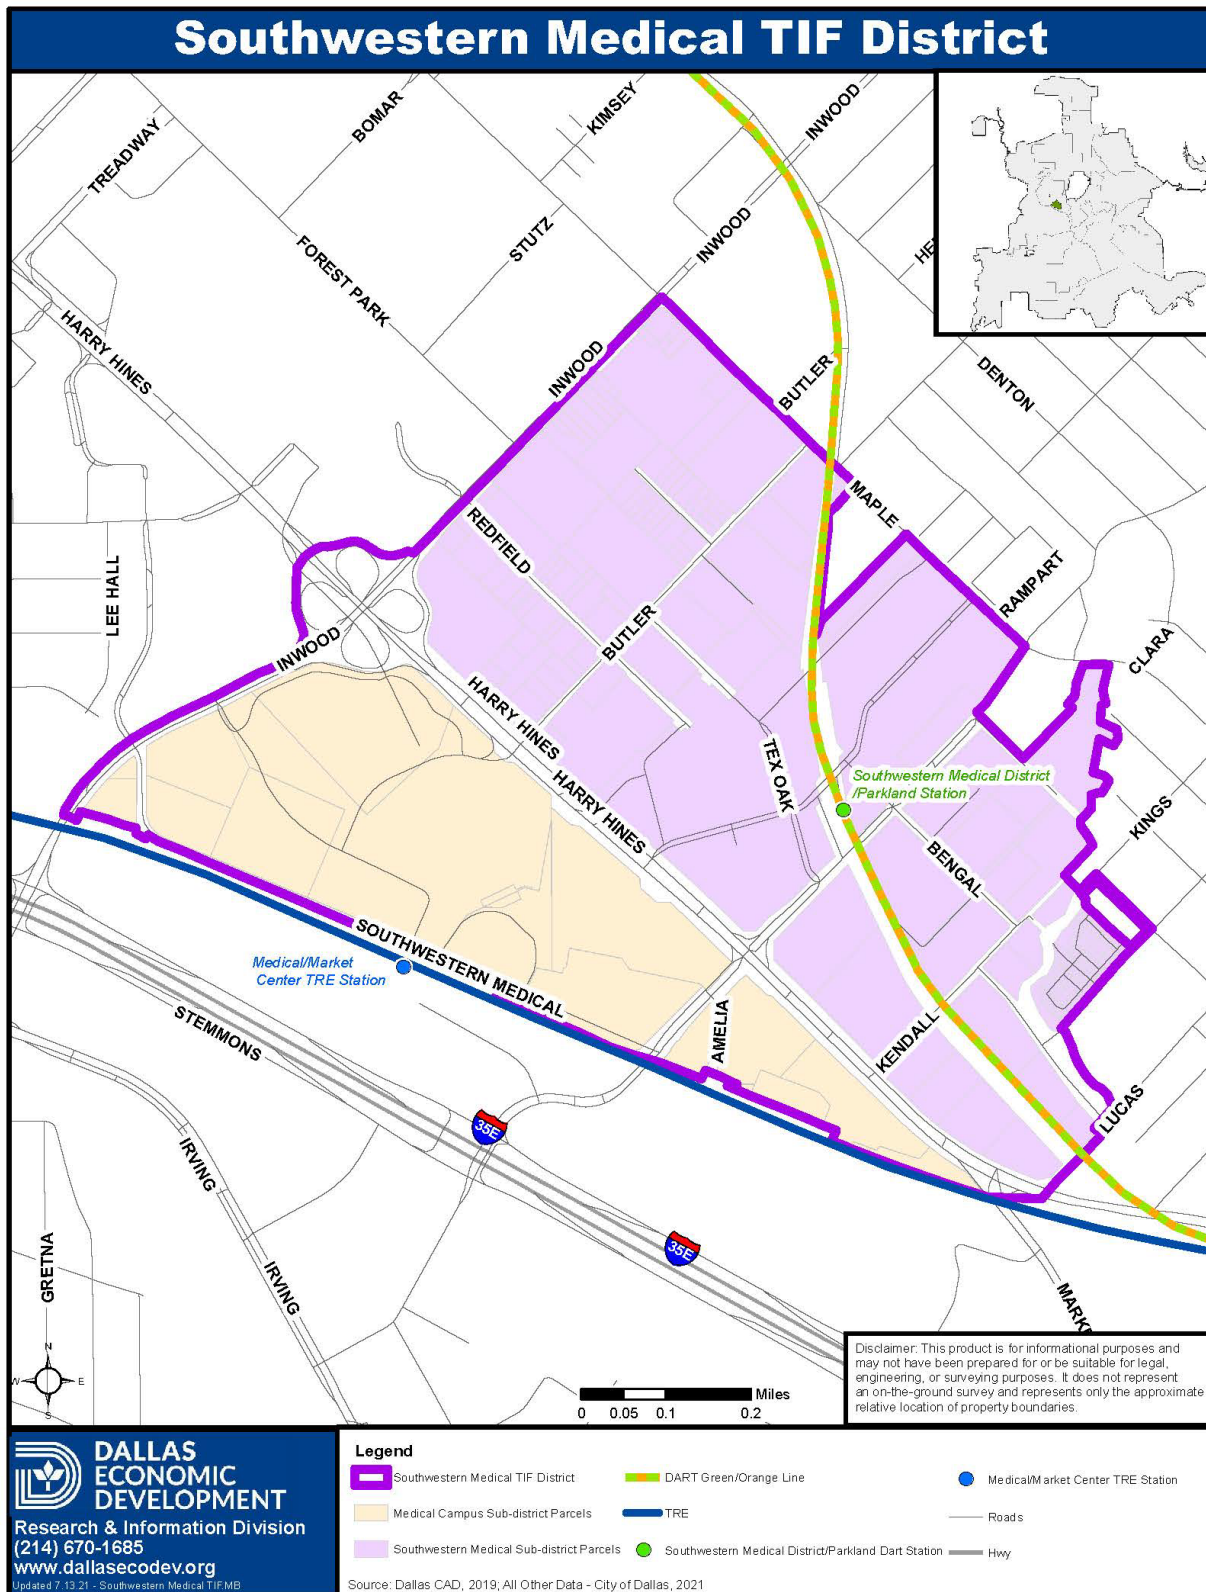 Southwestern Medical TIF District
BOMAR
KIMSEY
INWOOD
TREADWAY
STUTZ
INWOOD
FOREST PARK
HARRY HINES
INWOOD
BUTLER
DENTON
MAPLE
REDFIELD
LEE HALL
RAMPART
BUTLER
INWOOD
CLARA
HARRY HINES
HARRY HINES
TEX OAK
Southwestern Medical District
/Parkland Station
KINGS
BENGAL
SOUTHWESTERN MEDICAL
Medical/Market
Center TRE Station
STEMMONS
AMELIA
KENDALL
LUCAS
35E
IRVING
35E
GRETNA
IRVING
MARKE
N
W
E
S
Miles
0 0.05 0.1 0.2
Disclaimer: This product is for informational purposes and
may not have been prepared for or be suitable for legal,
engineering, or surveying purposes. It does not represent
an on-the-ground survey and represents only the approximate
relative location of property boundaries.
DALLAS
ECONOMIC
DEVELOPMENT
Research & Information Division
(214) 670-1685
www.dallasecodev.org
Updated 7.13.21 - Southwestern Medical TIF.MB
Legend
Southwestern Medical TIF District
DART Green/Orange Line
Medical/Market Center TRE Station
Medical Campus Sub-district Parcels
TRE
Roads
Southwestern Medical Sub-district Parcels
Southwestern Medical District/Parkland Dart Station
Hwy
Source: Dallas CAD, 2019; All Other Data - City of Dallas, 2021